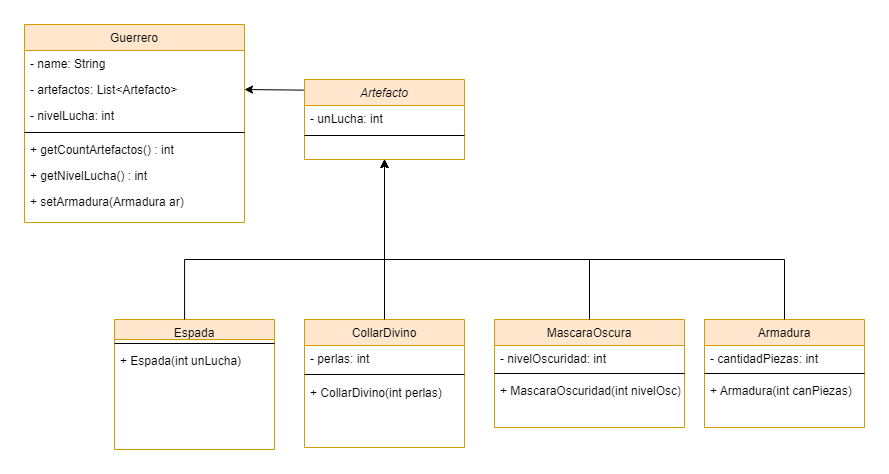 Guerrero
- name: String
- artefactos: List<Artefacto>
- nivelLucha: int
+ getCountArtefactos() : int
+ getNivelLucha() : int
+ setArmadura(Armadura ar)
Artefacto
- unLucha: int
Espada
+ Espada(int unLucha)
CollarDivino
- perlas: int
+ CollarDivino(int perlas)
MascaraOscura
- nivelOscuridad: int
+ MascaraOscuridad(int nivelOsc)
Armadura
- cantidadPiezas: int
+ Armadura(int canPiezas)